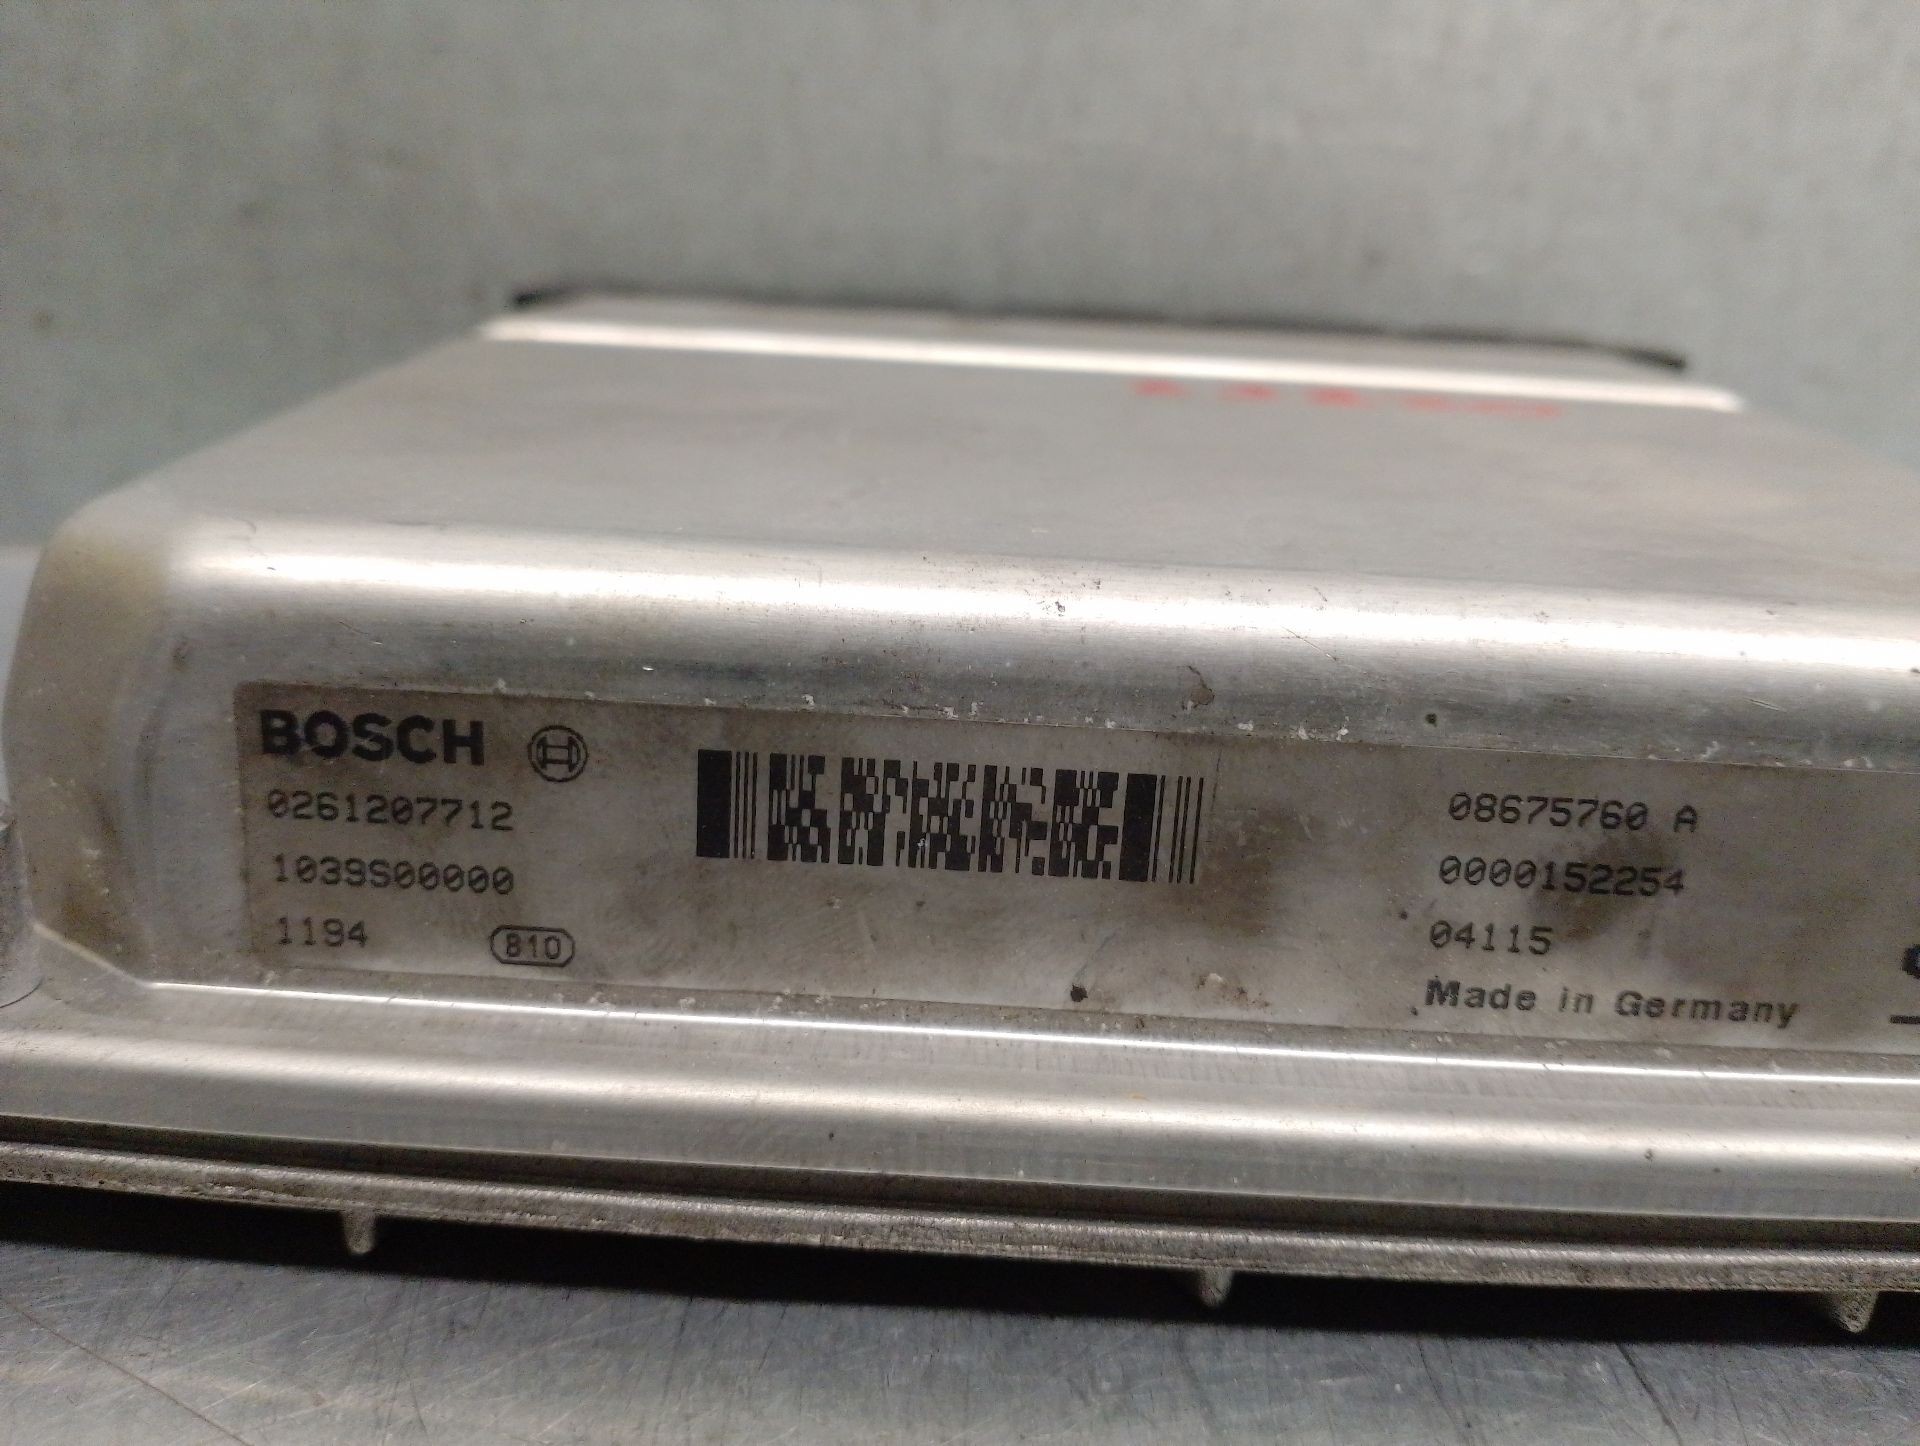 BOSCH
0261207712
1039S00000
1194
810
08675760 A
0000152254
04115
Made in Germany